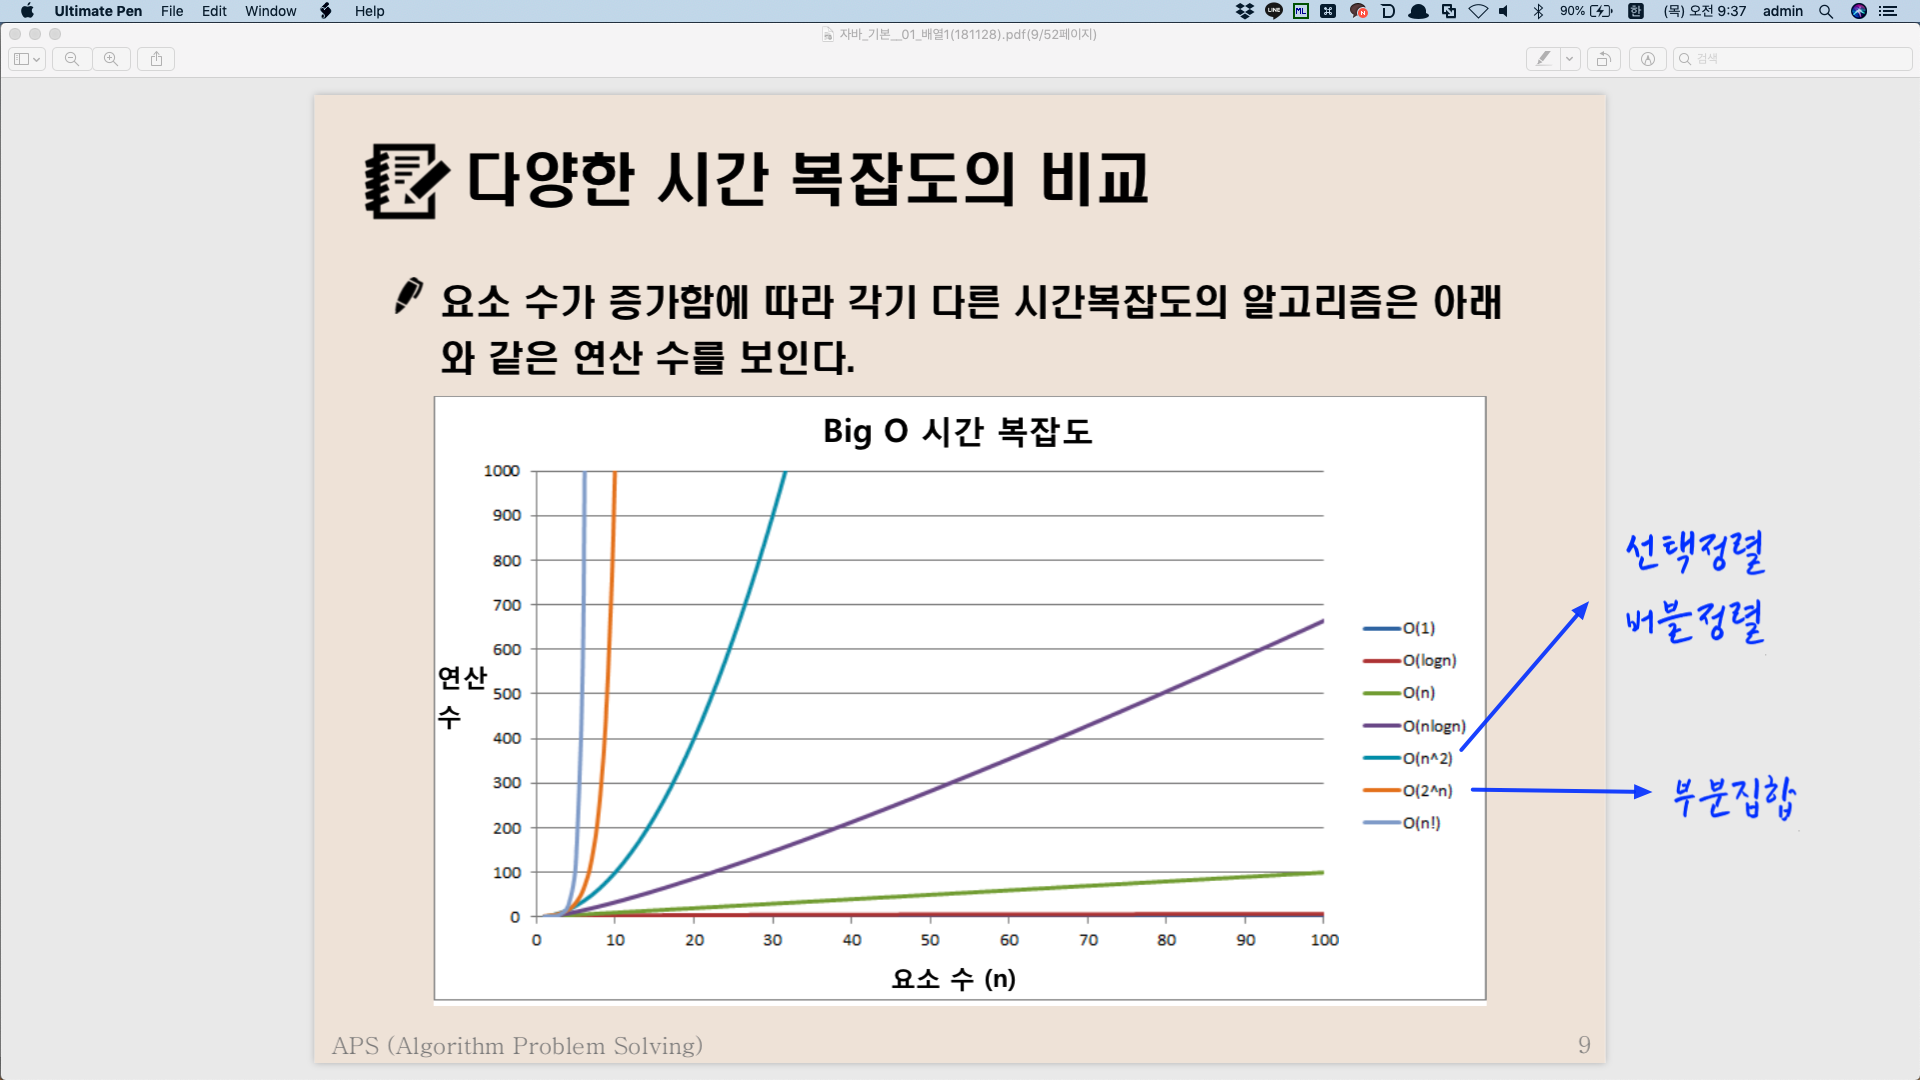 Ultimate Pen File Edit Window Help
90% 한 (목) 오전 9:37 admin
자바_기본__01_배열1(181128).pdf(9/52페이지)
검색
다양한 시간 복잡도의 비교
요소 수가 증가함에 따라 각기 다른 시간복잡도의 알고리즘은 아래
와 같은 연산 수를 보인다.
Big O 시간 복잡도
1000
900
800
700
600
500
400
300
200
100
0
연산
수
0 10 20 30 40 50 60 70 80 90 100
요소 수 (n)
O(1)
O(logn)
O(n)
O(nlogn)
O(n^2)
O(2^n)
O(n!)
선택정렬
버블정렬
부분집합
APS (Algorithm Problem Solving)
9